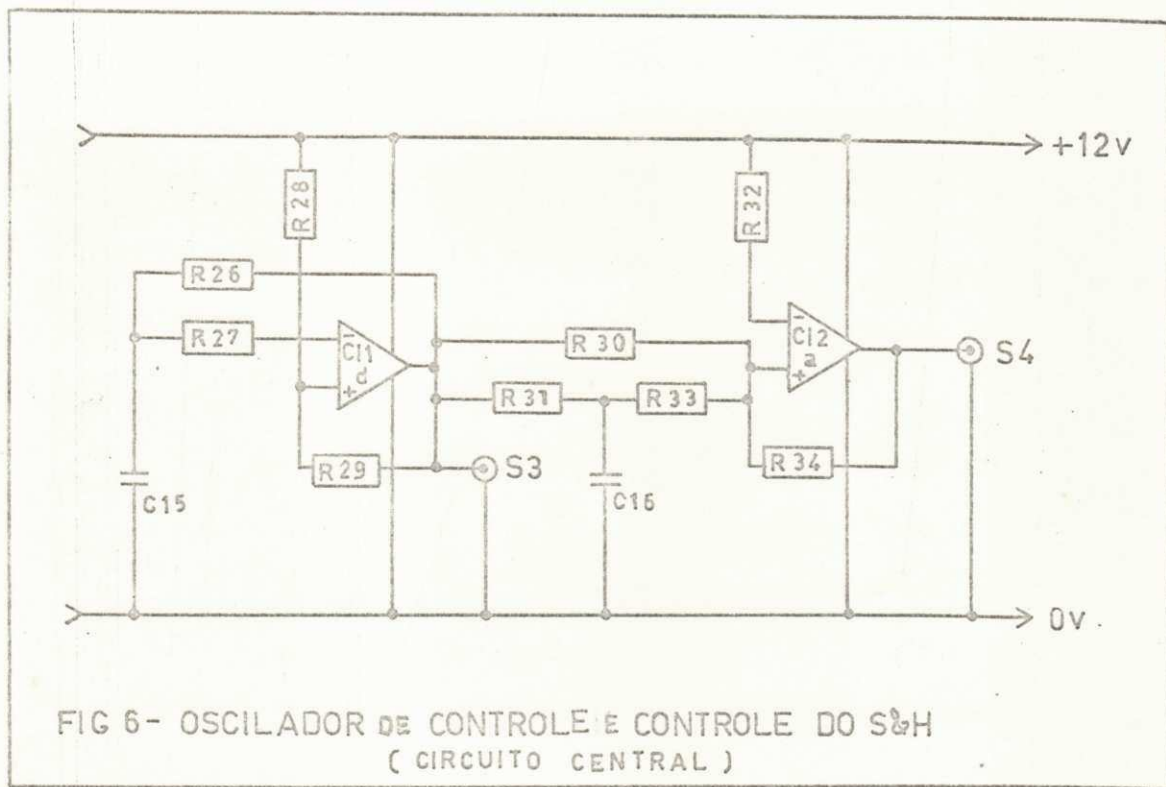 +12v
R28
R32
R26
R27
-
CI1
d
+
R30
-
CI2
a
+
S4
R31
R33
R29
S3
R34
C15
C16
0v.
FIG 6- OSCILADOR DE CONTROLE E CONTROLE DO S&H
( CIRCUITO CENTRAL )